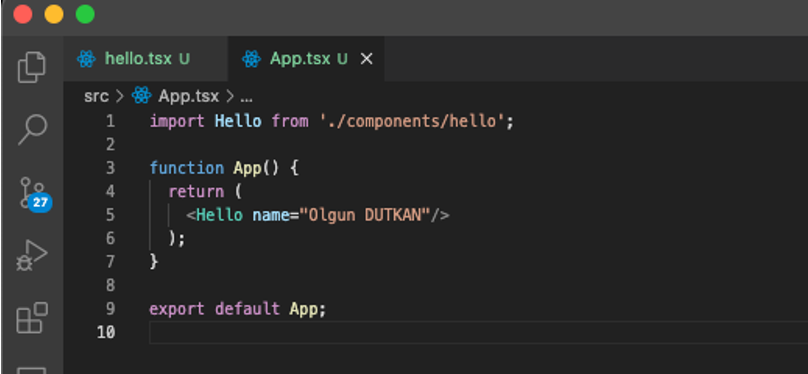 hello.tsx U
App.tsx U
src > App.tsx > ...
1 import Hello from './components/hello';
2
3 function App() {
4 return (
5 <Hello name="Olgun DUTKAN"/>
6 );
7 }
8
9 export default App;
10
27